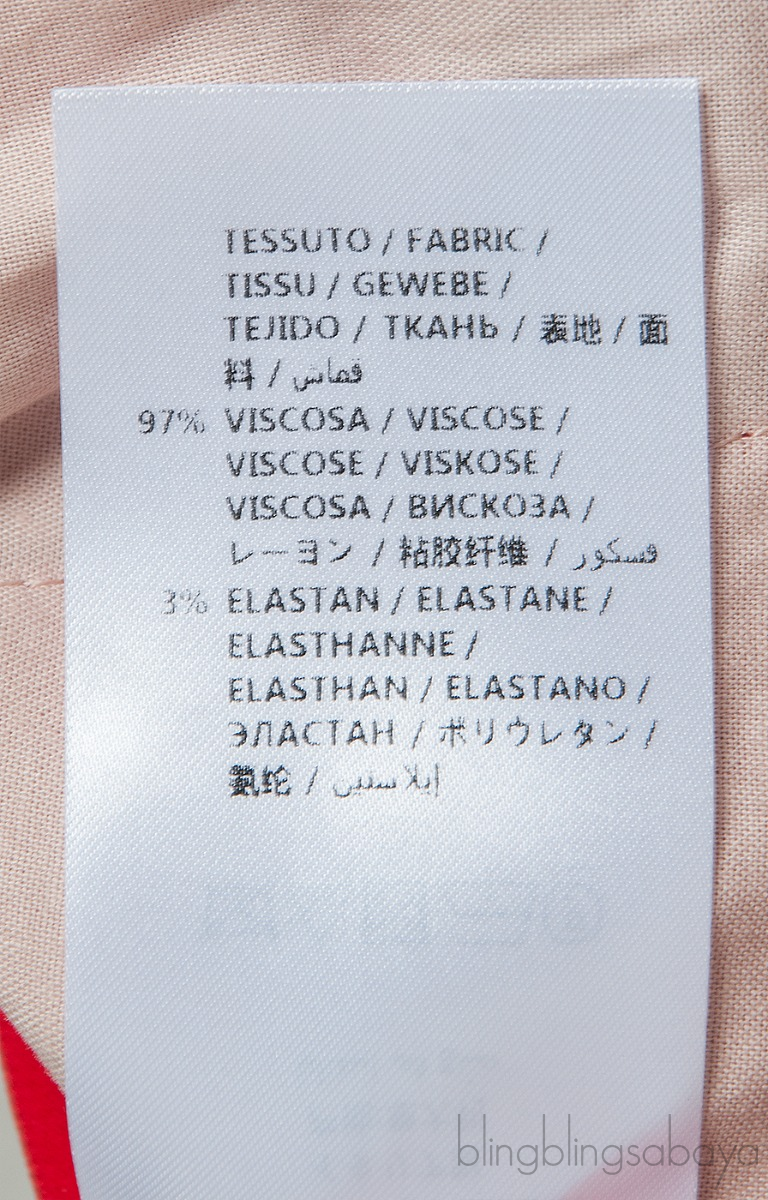 TESSUTO / FABRIC /
TISSU / GEWEBE /
TEJIDO / ТКАНЬ / 表地 / 面
料 / قماش
97% VISCOSA / VISCOSE /
VISCOSE / VISKOSE /
VISCOSA / ВИСКОЗА /
レーヨン / 粘胶纤维 / فسكوز
3% ELASTAN / ELASTANE /
ELASTHANNE /
ELASTHAN / ELASTANO /
ЭЛАСТАН / ポリウレタン /
氨纶 / إيلاستين
blingblingsabaya